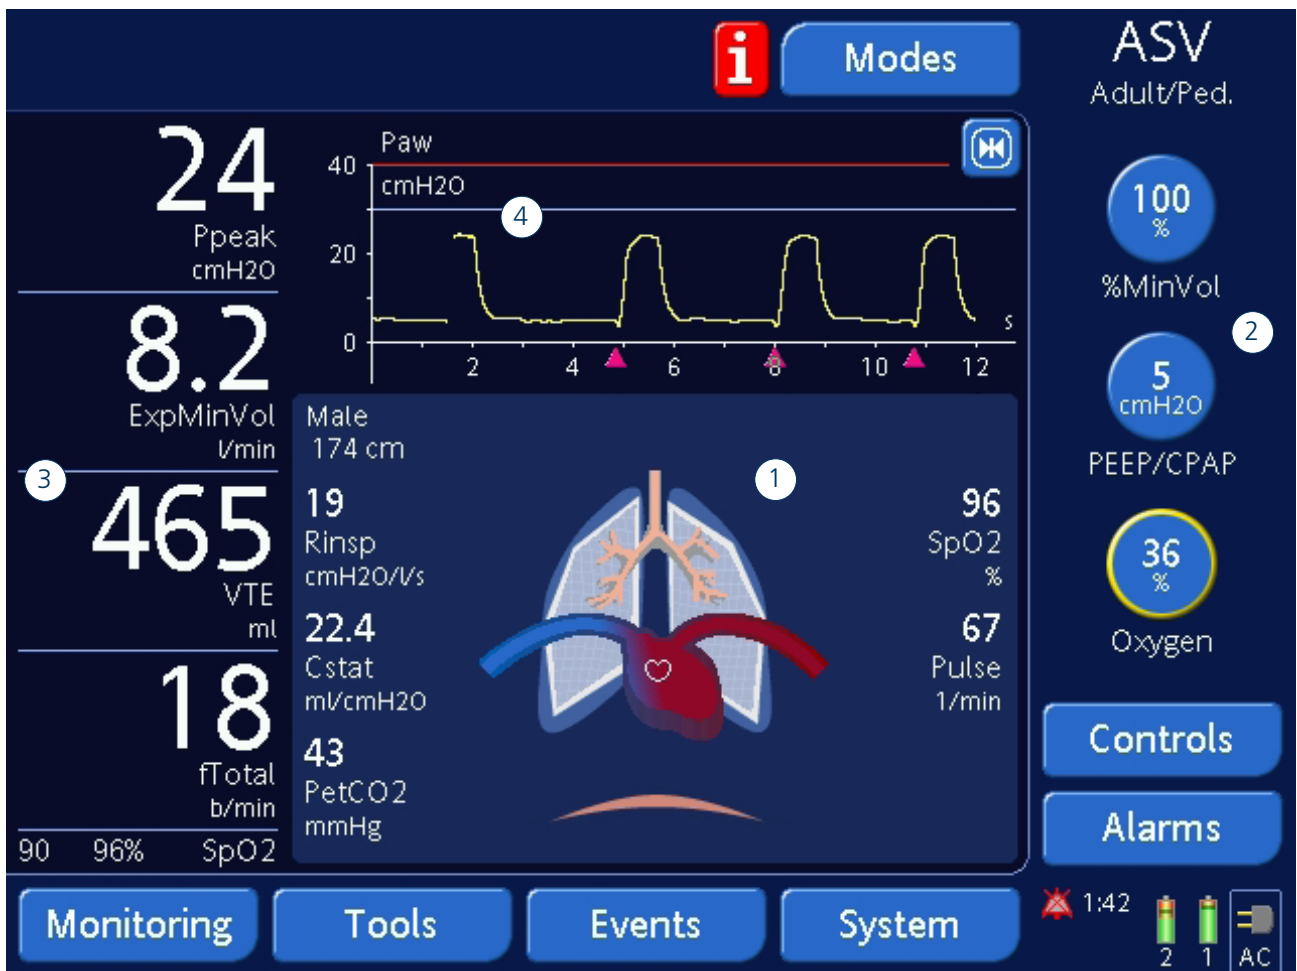 i
Modes
ASV
Adult/Ped.
24
Ppeak
cmH2O
8.2
ExpMinVol
l/min
3
465
VTE
ml
18
fTotal
b/min
90 96% SpO2
Paw
40
cmH2O
4
20
0
s
2 4 6 8 10 12
Male
174 cm
1
19
Rinsp
cmH2O/l/s
22.4
Cstat
ml/cmH2O
43
PetCO2
mmHg
96
SpO2
%
67
Pulse
1/min
100
%
%MinVol
2
5
cmH2O
PEEP/CPAP
36
%
Oxygen
Controls
Alarms
Monitoring
Tools
Events
System
1:42
2 1 AC